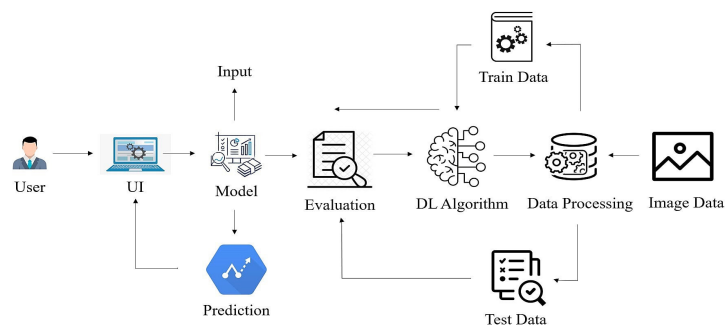 Train Data
Input
User
UI
Model
Evaluation
DL Algorithm
Data Processing
Image Data
Prediction
Test Data